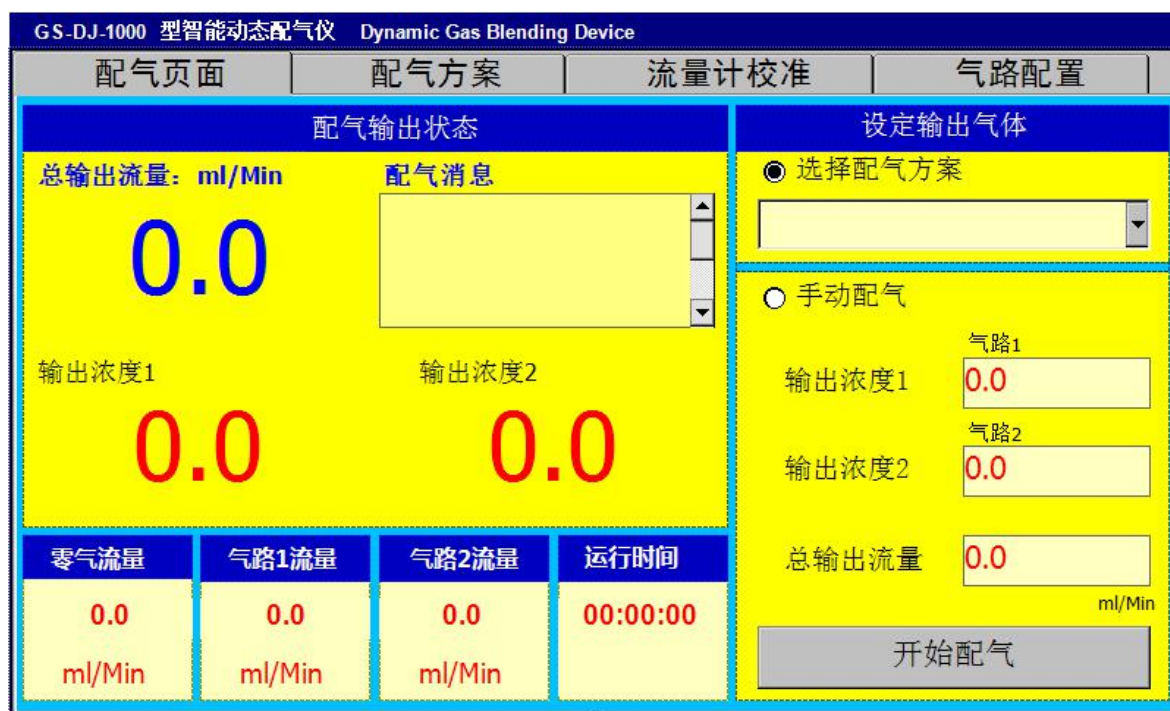 GS-DJ-1000 型智能动态配气仪 Dynamic Gas Blending Device
配气页面 配气方案 流量计校准 气路配置
配气输出状态
总输出流量：ml/Min 配气消息
0.0
输出浓度1 输出浓度2
0.0 0.0
零气流量 气路1流量 气路2流量 运行时间
0.0 0.0 0.0 00:00:00
ml/Min ml/Min ml/Min
设定输出气体
选择配气方案
手动配气
气路1
输出浓度1 0.0
气路2
输出浓度2 0.0
总输出流量 0.0
ml/Min
开始配气